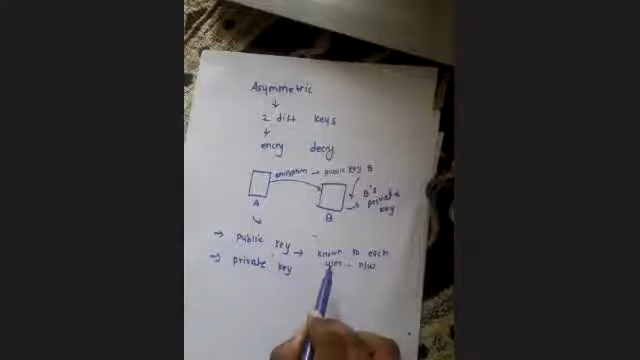 Asymmetric
2 diff keys
encry decry
encryption - public key B
B's private key
A
B
→ public key → known to each user - n/w
→ private key